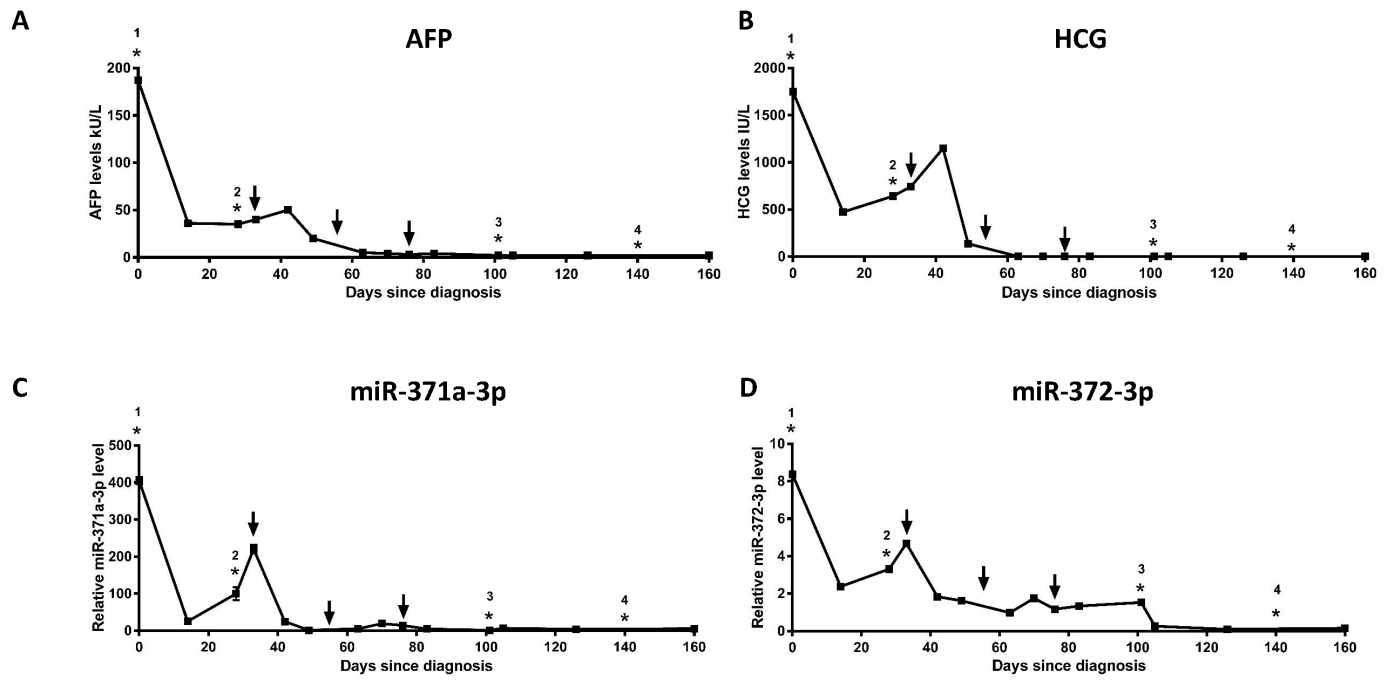 A
AFP
1
*
AFP levels kU/L
200
150
100
50
0
2
*
3
*
4
*
0 20 40 60 80 100 120 140 160
Days since diagnosis
B
HCG
1
*
HCG levels IU/L
2000
1500
1000
500
0
2
*
3
*
4
*
0 20 40 60 80 100 120 140 160
Days since diagnosis
C
miR-371a-3p
1
*
Relative miR-371a-3p level
500
400
300
200
100
0
2
*
3
*
4
*
0 20 40 60 80 100 120 140 160
Days since diagnosis
D
miR-372-3p
1
*
Relative miR-372-3p level
10
8
6
4
2
0
2
*
3
*
4
*
0 20 40 60 80 100 120 140 160
Days since diagnosis